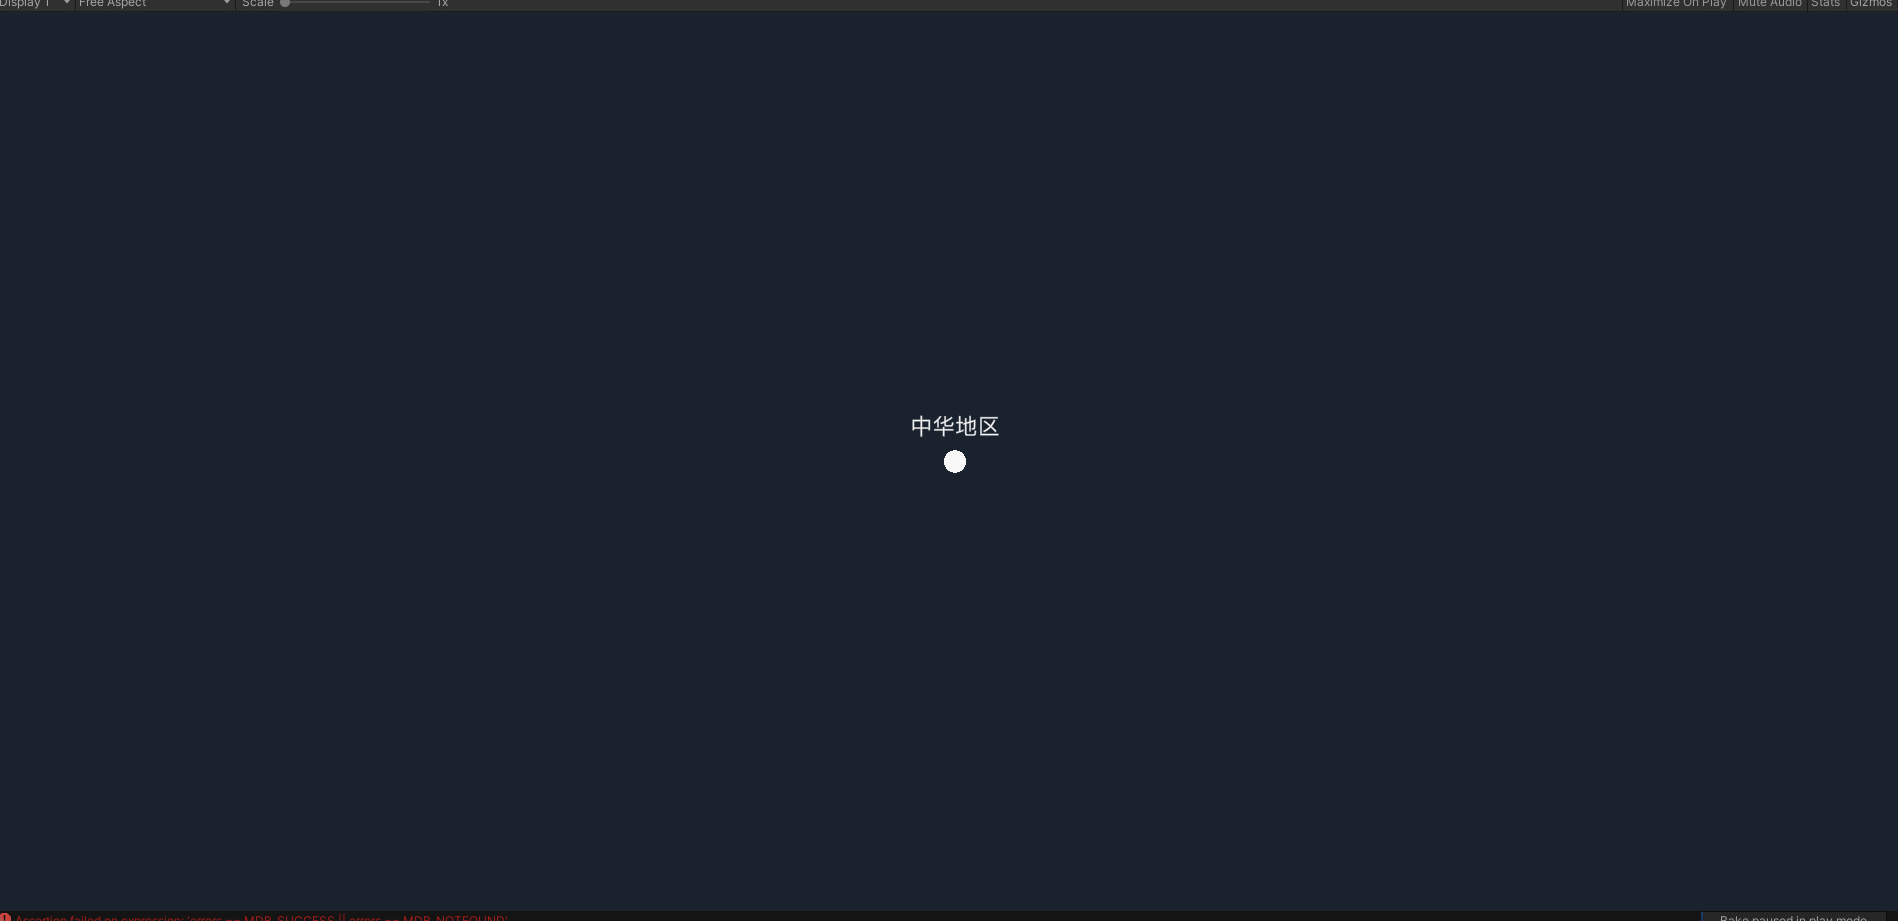 Display 1
Free Aspect
Scale
1x
Maximize On Play
Mute Audio
Stats
Gizmos
中华地区
Assertion failed on expression: 'errors == MDB_SUCCESS || errors == MDB_NOTFOUND'
Bake paused in play mode